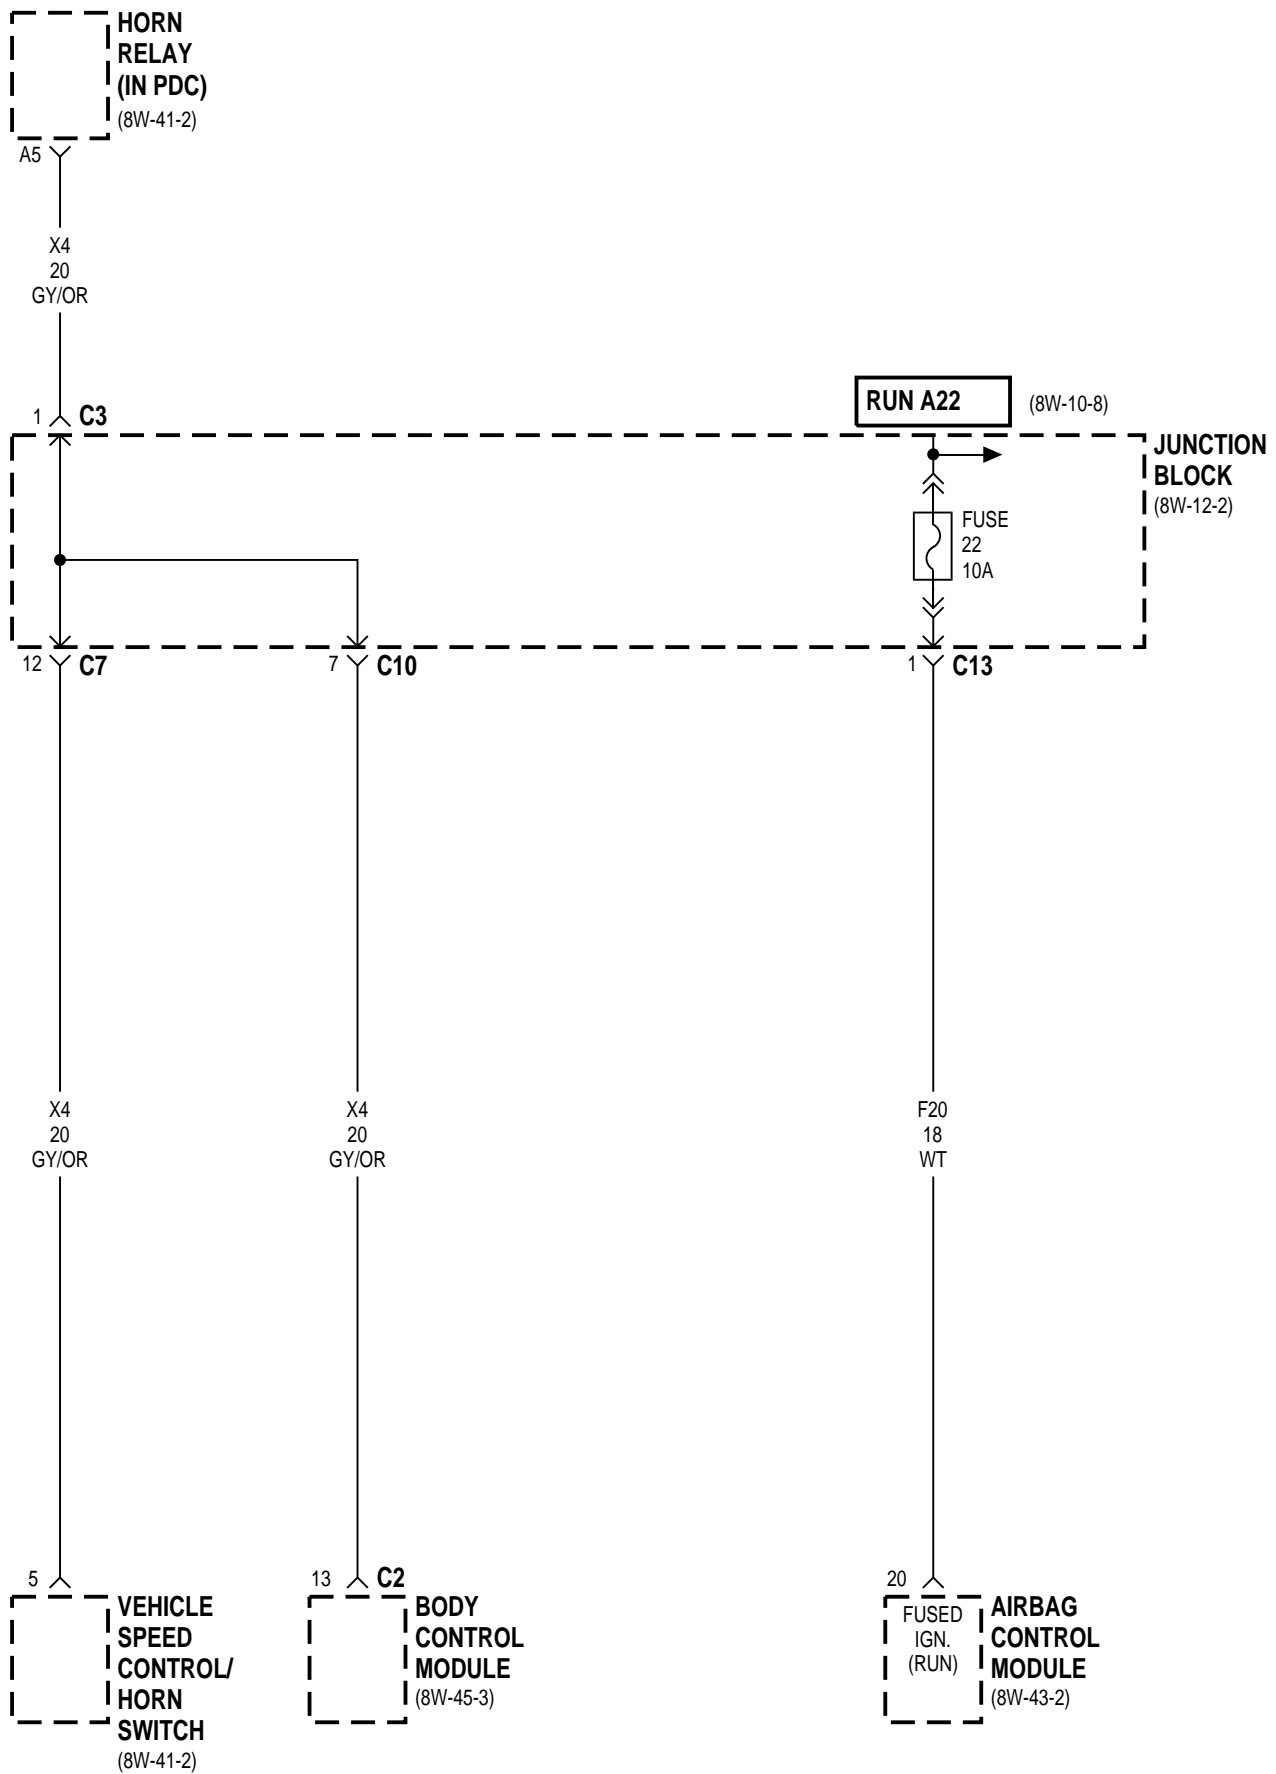 HORN
RELAY
(IN PDC)
(8W-41-2)
A5
X4
20
GY/OR
1 C3
RUN A22 (8W-10-8)
JUNCTION
BLOCK
(8W-12-2)
FUSE
22
10A
12 C7
7 C10
1 C13
X4
20
GY/OR
X4
20
GY/OR
F20
18
WT
5
VEHICLE
SPEED
CONTROL/
HORN
SWITCH
(8W-41-2)
13 C2
BODY
CONTROL
MODULE
(8W-45-3)
20
FUSED
IGN.
(RUN)
AIRBAG
CONTROL
MODULE
(8W-43-2)